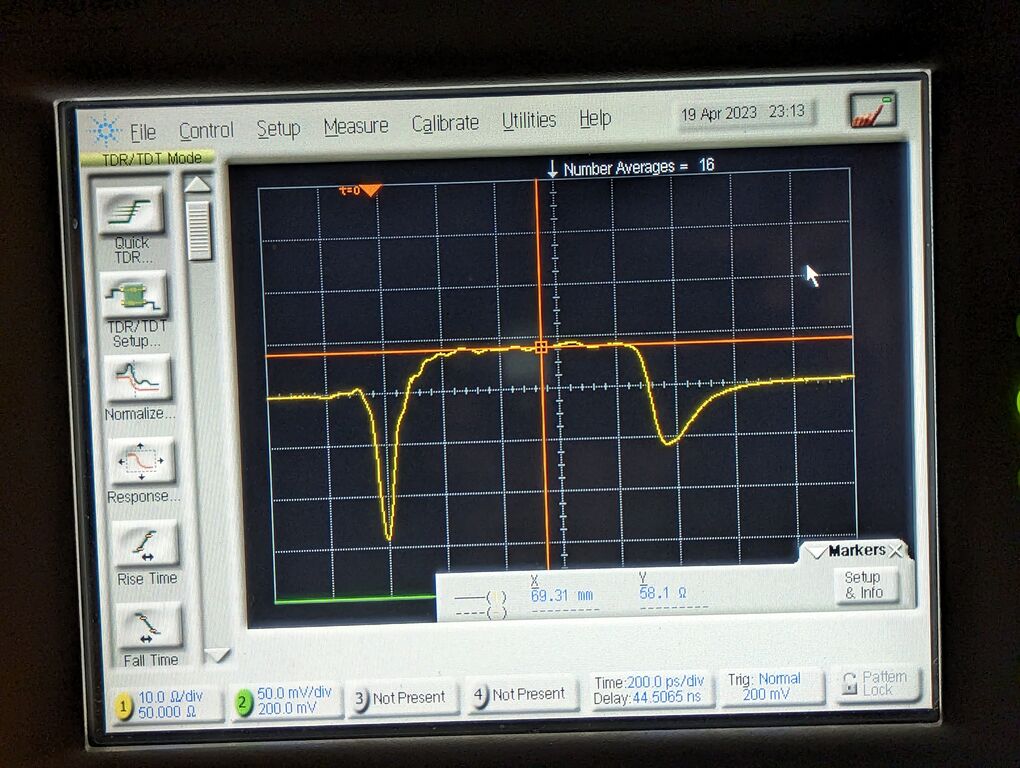 File Control Setup Measure Calibrate Utilities Help 19 Apr 2023 23:13
TDR/TDT Mode
Number Averages = 16
τ=0
Quick
TDR...
TDR/TDT
Setup...
Normalize...
Response...
Rise Time
Fall Time
Markers
X Y
(1) 69.31 mm 58.1 Ω
Setup
& Info
1 10.0 Ω/div
50.000 Ω
2 50.0 mV/div
200.0 mV
3 Not Present
4 Not Present
Time:200.0 ps/div
Delay:44.5065 ns
Trig: Normal
200 mV
Pattern
Lock